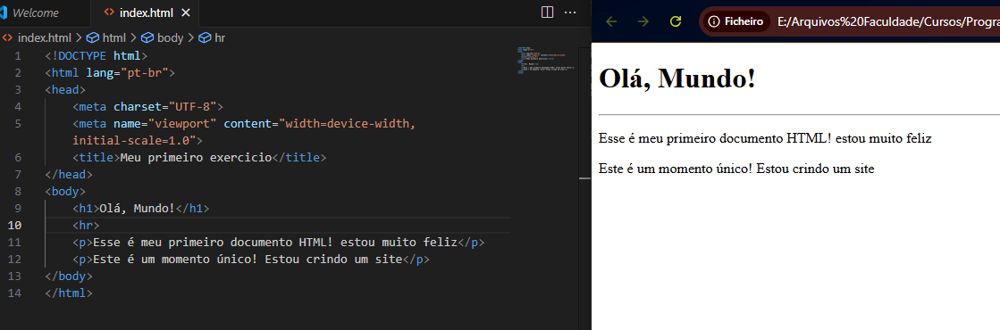 Welcome
index.html
index.html > html > body > hr
1 <!DOCTYPE html>
2 <html lang="pt-br">
3 <head>
4 <meta charset="UTF-8">
5 <meta name="viewport" content="width=device-width,
initial-scale=1.0">
6 <title>Meu primeiro exercicio</title>
7 </head>
8 <body>
9 <h1>Olá, Mundo!</h1>
10 <hr>
11 <p>Esse é meu primeiro documento HTML! estou muito feliz</p>
12 <p>Este é um momento único! Estou crindo um site</p>
13 </body>
14 </html>
Ficheiro
E:/Arquivos%20Faculdade/Cursos/Progra
Olá, Mundo!
Esse é meu primeiro documento HTML! estou muito feliz
Este é um momento único! Estou crindo um site